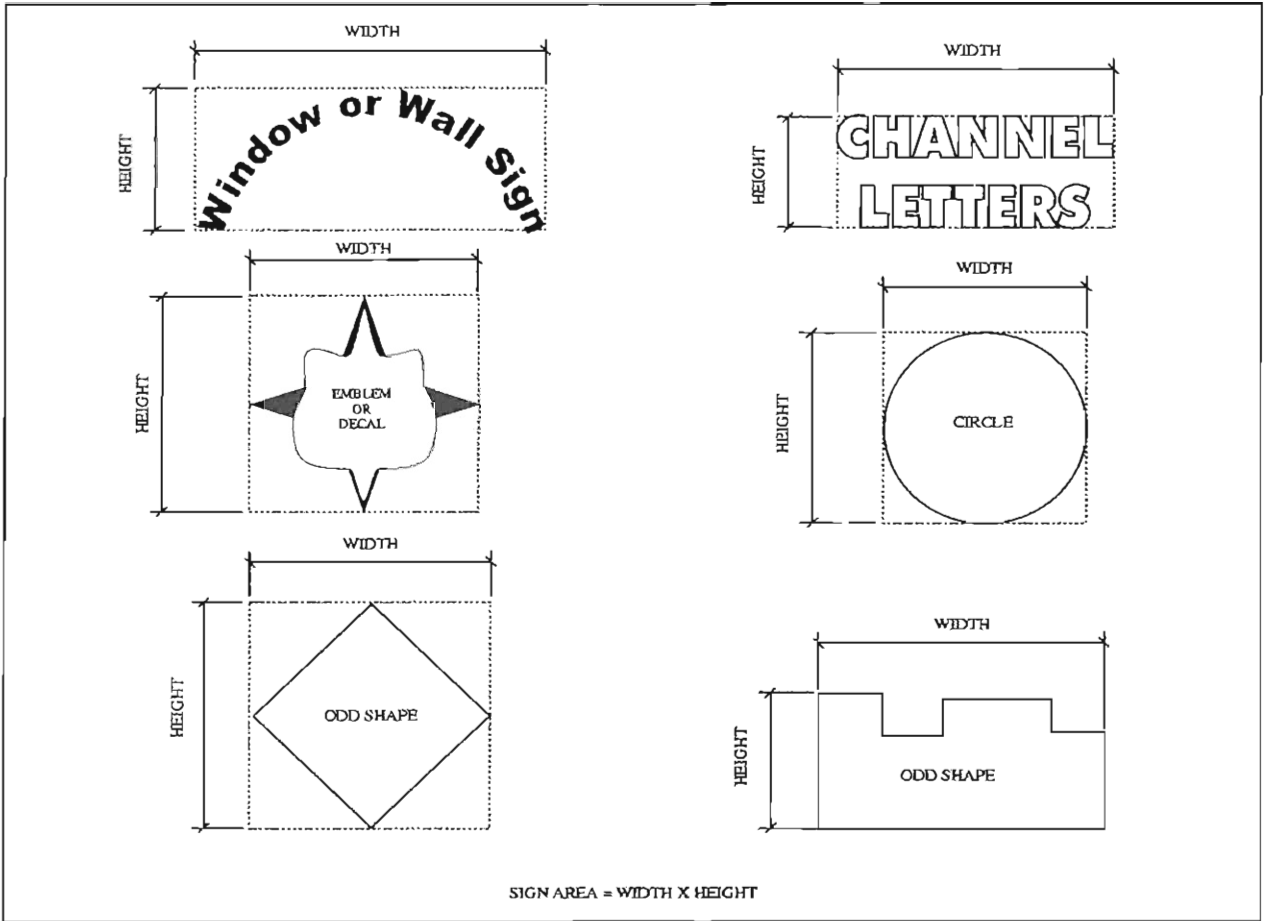 WIDTH
HEIGHT
Window or Wall Sign
WIDTH
HEIGHT
CHANNEL
LETTERS
WIDTH
HEIGHT
EMBLEM
OR
DECAL
WIDTH
HEIGHT
CIRCLE
WIDTH
HEIGHT
ODD SHAPE
WIDTH
HEIGHT
ODD SHAPE
SIGN AREA = WIDTH X HEIGHT